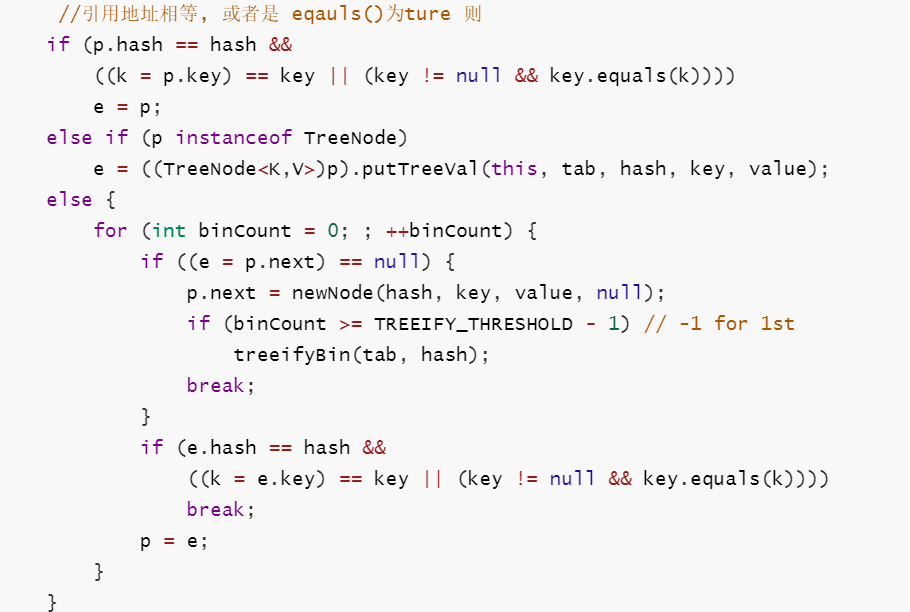 //引用地址相等, 或者是 eqauls()为ture 则
if (p.hash == hash &&
((k = p.key) == key || (key != null && key.equals(k))))
e = p;
else if (p instanceof TreeNode)
e = ((TreeNode<K,V>)p).putTreeVal(this, tab, hash, key, value);
else {
for (int binCount = 0; ; ++binCount) {
if ((e = p.next) == null) {
p.next = newNode(hash, key, value, null);
if (binCount >= TREEIFY_THRESHOLD - 1) // -1 for 1st
treeifyBin(tab, hash);
break;
}
if (e.hash == hash &&
((k = e.key) == key || (key != null && key.equals(k))))
break;
p = e;
}
}